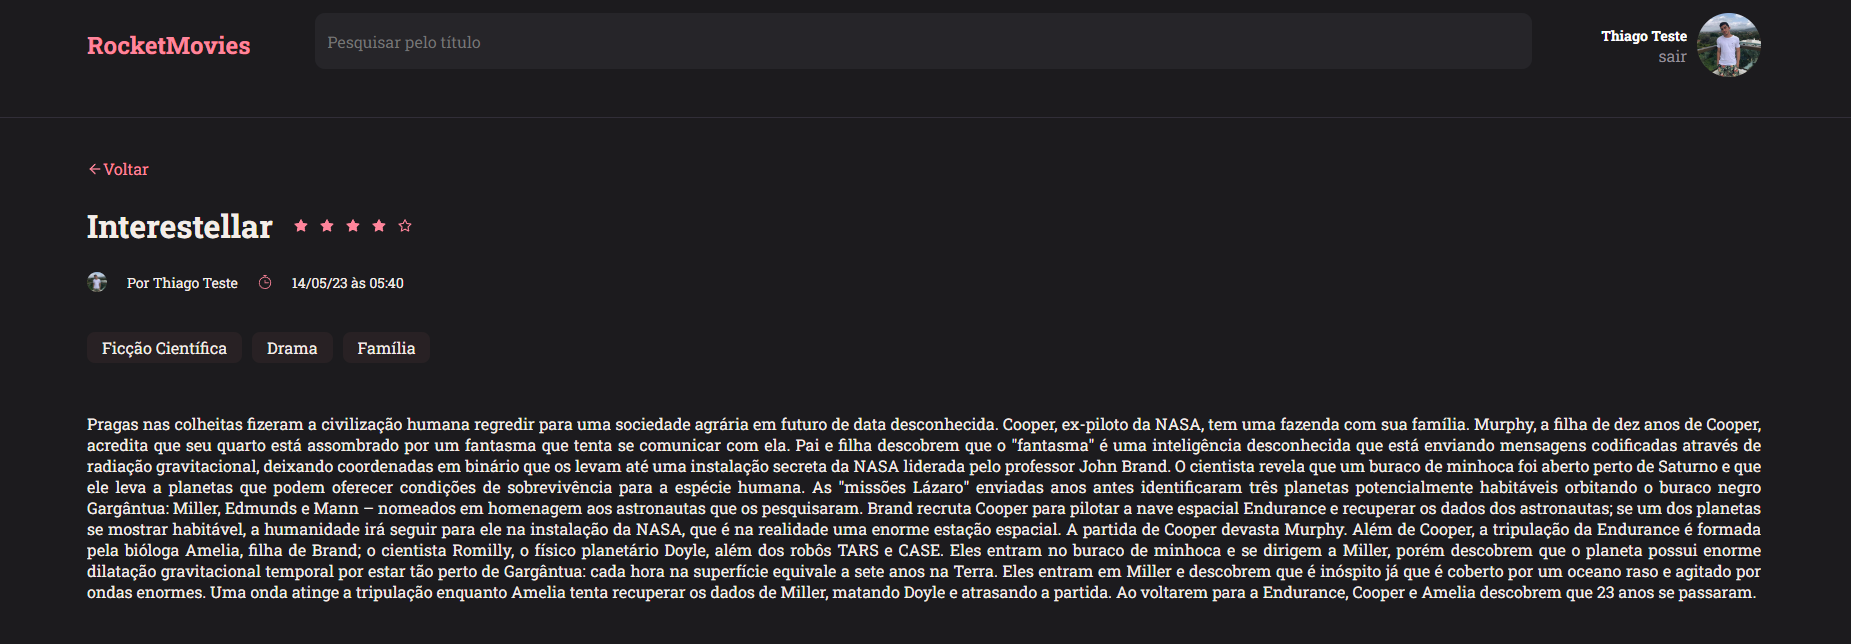 RocketMovies
Pesquisar pelo título
Thiago Teste
sair
Voltar
Interestellar
Por Thiago Teste
14/05/23 às 05:40
Ficção Científica
Drama
Família
Pragas nas colheitas fizeram a civilização humana regredir para uma sociedade agrária em futuro de data desconhecida. Cooper, ex-piloto da NASA, tem uma fazenda com sua família. Murphy, a filha de dez anos de Cooper,
acredita que seu quarto está assombrado por um fantasma que tenta se comunicar com ela. Pai e filha descobrem que o "fantasma" é uma inteligência desconhecida que está enviando mensagens codificadas através de
radiação gravitacional, deixando coordenadas em binário que os levam até uma instalação secreta da NASA liderada pelo professor John Brand. O cientista revela que um buraco de minhoca foi aberto perto de Saturno e que
ele leva a planetas que podem oferecer condições de sobrevivência para a espécie humana. As "missões Lázaro" enviadas anos antes identificaram três planetas potencialmente habitáveis orbitando o buraco negro
Gargântua: Miller, Edmunds e Mann – nomeados em homenagem aos astronautas que os pesquisaram. Brand recruta Cooper para pilotar a nave espacial Endurance e recuperar os dados dos astronautas; se um dos planetas
se mostrar habitável, a humanidade irá seguir para ele na instalação da NASA, que é na realidade uma enorme estação espacial. A partida de Cooper devasta Murphy. Além de Cooper, a tripulação da Endurance é formada
pela bióloga Amelia, filha de Brand; o cientista Romilly, o físico planetário Doyle, além dos robôs TARS e CASE. Eles entram no buraco de minhoca e se dirigem a Miller, porém descobrem que o planeta possui enorme
dilatação gravitacional temporal por estar tão perto de Gargântua: cada hora na superfície equivale a sete anos na Terra. Eles entram em Miller e descobrem que é inóspito já que é coberto por um oceano raso e agitado por
ondas enormes. Uma onda atinge a tripulação enquanto Amelia tenta recuperar os dados de Miller, matando Doyle e atrasando a partida. Ao voltarem para a Endurance, Cooper e Amelia descobrem que 23 anos se passaram.